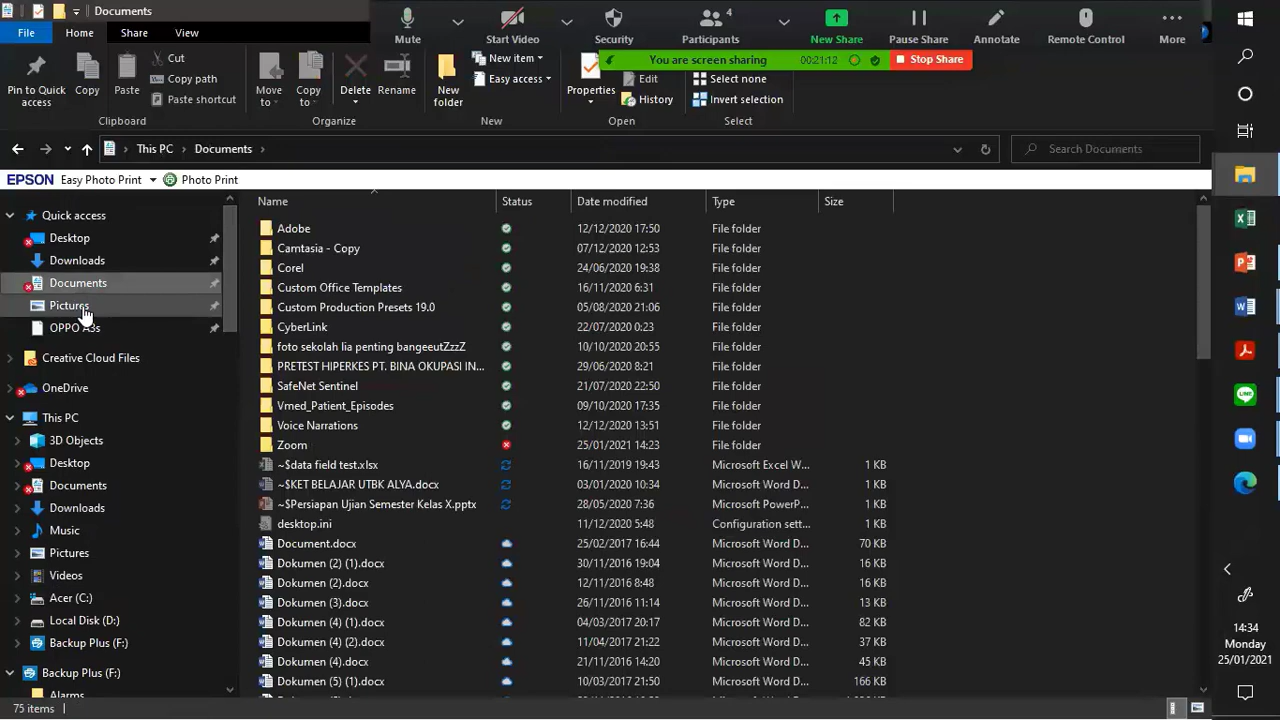 Documents
Mute
Start Video
Security
4
Participants
New Share
Pause Share
Annotate
Remote Control
More
File
Home
Share
View
You are screen sharing
00:21:12
Stop Share
Pin to Quick access
Copy
Paste
Cut
Copy path
Paste shortcut
Clipboard
Move to
Copy to
Delete
Rename
Organize
New folder
New item
Easy access
New
Properties
Edit
History
Open
Select none
Invert selection
Select
This PC
Documents
Search Documents
EPSON Easy Photo Print
Photo Print
Quick access
Desktop
Downloads
Documents
Pictures
Creative Cloud Files
OneDrive
This PC
3D Objects
Desktop
Documents
Downloads
Music
Pictures
Videos
Acer (C:)
Local Disk (D:)
Backup Plus (F:)
Backup Plus (F:)
Alarms
Name Status Date modified Type Size
Adobe 12/12/2020 17:50 File folder
Camtasia - Copy 07/12/2020 12:53 File folder
Corel 24/06/2020 19:38 File folder
Custom Office Templates 16/11/2020 6:31 File folder
Custom Production Presets 19.0 05/08/2020 21:06 File folder
CyberLink 22/07/2020 0:23 File folder
foto sekolah lia penting bangeeutZzzZ 10/10/2020 20:55 File folder
PRETEST HIPERKES PT. BINA OKUPASI IN... 29/06/2020 8:21 File folder
SafeNet Sentinel 21/07/2020 22:50 File folder
Vmed_Patient_Episodes 09/10/2020 17:35 File folder
Voice Narrations 12/12/2020 13:51 File folder
Zoom 25/01/2021 14:23 File folder
~$data field test.xlsx 16/11/2019 19:43 Microsoft Excel W... 1 KB
~$KET BELAJAR UTBK ALYA.docx 03/01/2020 10:34 Microsoft Word D... 1 KB
~$Persiapan Ujian Semester Kelas X.pptx 28/05/2020 7:36 Microsoft PowerP... 1 KB
desktop.ini 11/12/2020 5:48 Configuration sett... 1 KB
Document.docx 25/02/2017 16:44 Microsoft Word D... 70 KB
Dokumen (2) (1).docx 30/11/2016 19:04 Microsoft Word D... 16 KB
Dokumen (2).docx 12/11/2016 8:48 Microsoft Word D... 16 KB
Dokumen (3).docx 26/11/2016 11:14 Microsoft Word D... 13 KB
Dokumen (4) (1).docx 04/03/2017 20:17 Microsoft Word D... 82 KB
Dokumen (4) (2).docx 11/04/2017 21:22 Microsoft Word D... 37 KB
Dokumen (4).docx 21/11/2016 14:20 Microsoft Word D... 45 KB
Dokumen (5) (1).docx 10/03/2017 21:50 Microsoft Word D... 166 KB
75 items
14:34
Monday
25/01/2021